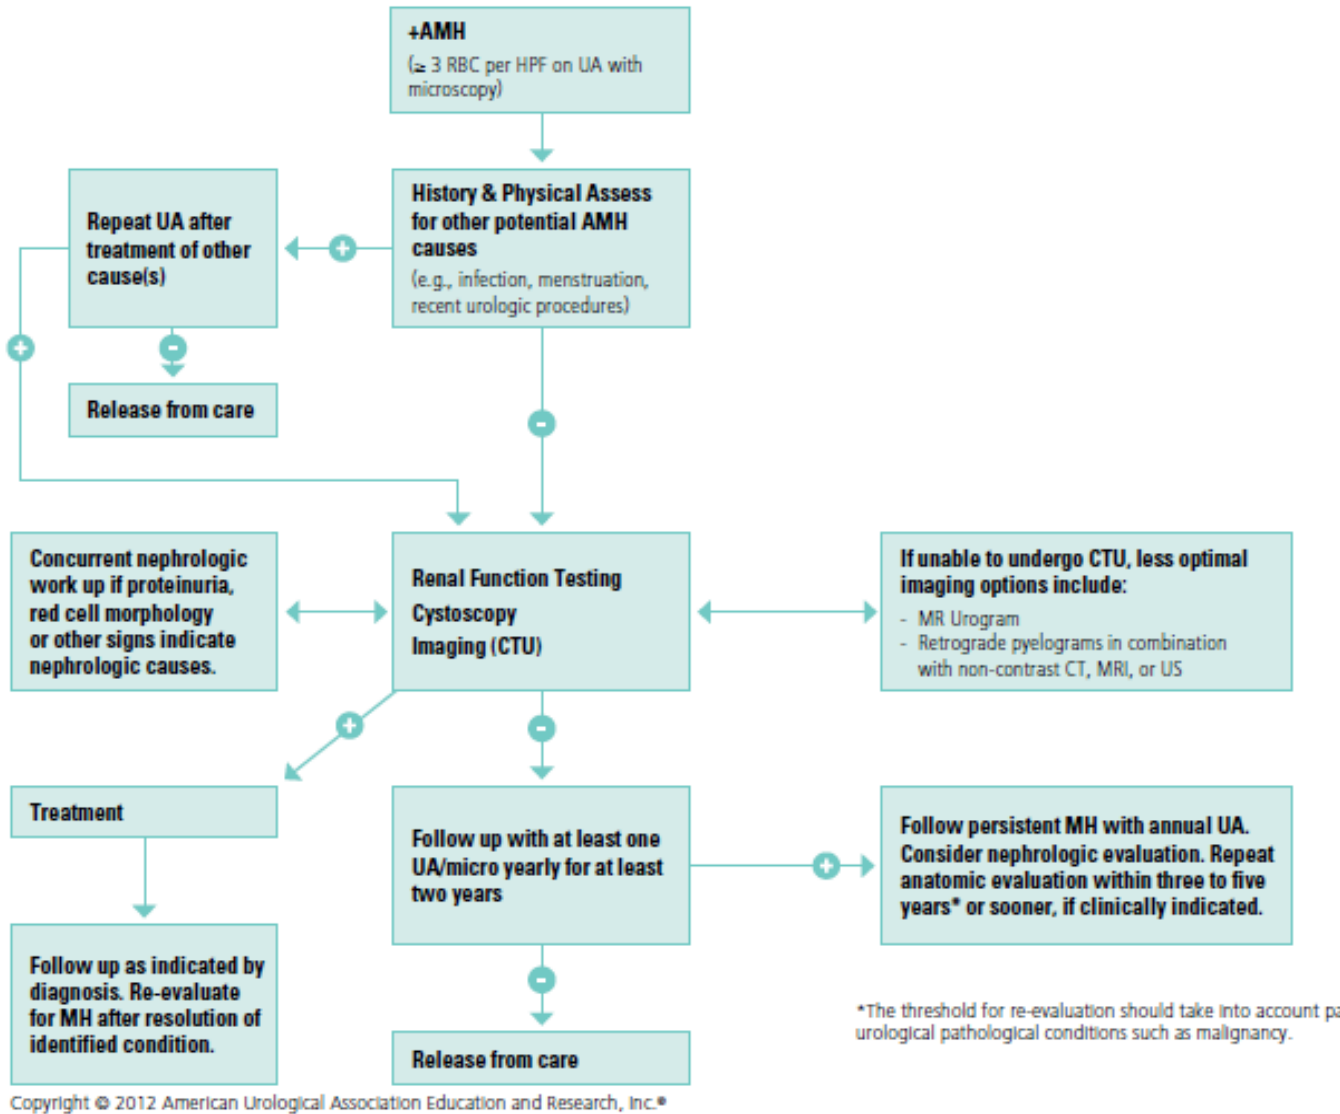 +AMH
(≥ 3 RBC per HPF on UA with
microscopy)
History & Physical Assess
for other potential AMH
causes
(e.g., infection, menstruation,
recent urologic procedures)
+
Repeat UA after
treatment of other
cause(s)
+
-
Release from care
-
Concurrent nephrologic
work up if proteinuria,
red cell morphology
or other signs indicate
nephrologic causes.
Renal Function Testing
Cystoscopy
Imaging (CTU)
If unable to undergo CTU, less optimal
imaging options include:
- MR Urogram
- Retrograde pyelograms in combination
with non-contrast CT, MRI, or US
+
-
Treatment
Follow up with at least one
UA/micro yearly for at least
two years
+
Follow persistent MH with annual UA.
Consider nephrologic evaluation. Repeat
anatomic evaluation within three to five
years* or sooner, if clinically indicated.
Follow up as indicated by
diagnosis. Re-evaluate
for MH after resolution of
identified condition.
-
Release from care
*The threshold for re-evaluation should take into account pa
urological pathological conditions such as malignancy.
Copyright © 2012 American Urological Association Education and Research, Inc.®